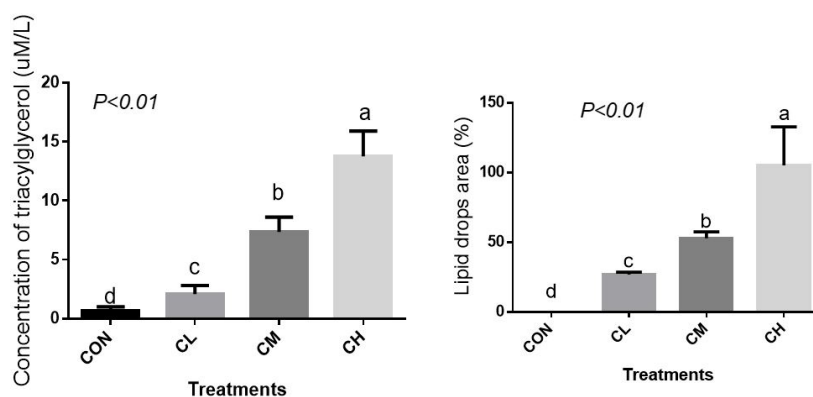 Concentration of triacylglycerol (uM/L)
20
15
10
5
0
P<0.01
d
c
b
a
CON
CL
CM
CH
Treatments
Lipid drops area (%)
150
100
50
0
P<0.01
d
c
b
a
CON
CL
CM
CH
Treatments